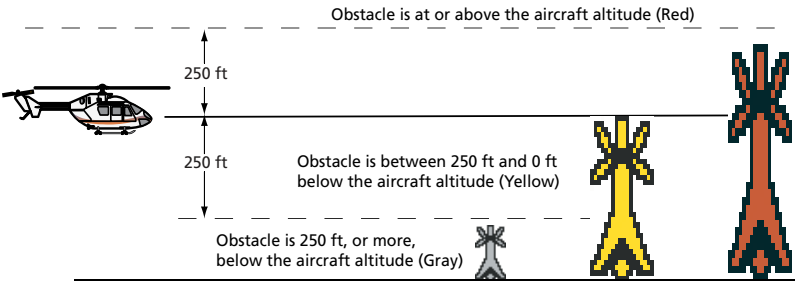 Obstacle is at or above the aircraft altitude (Red)
250 ft
250 ft
Obstacle is between 250 ft and 0 ft
below the aircraft altitude (Yellow)
Obstacle is 250 ft, or more,
below the aircraft altitude (Gray)